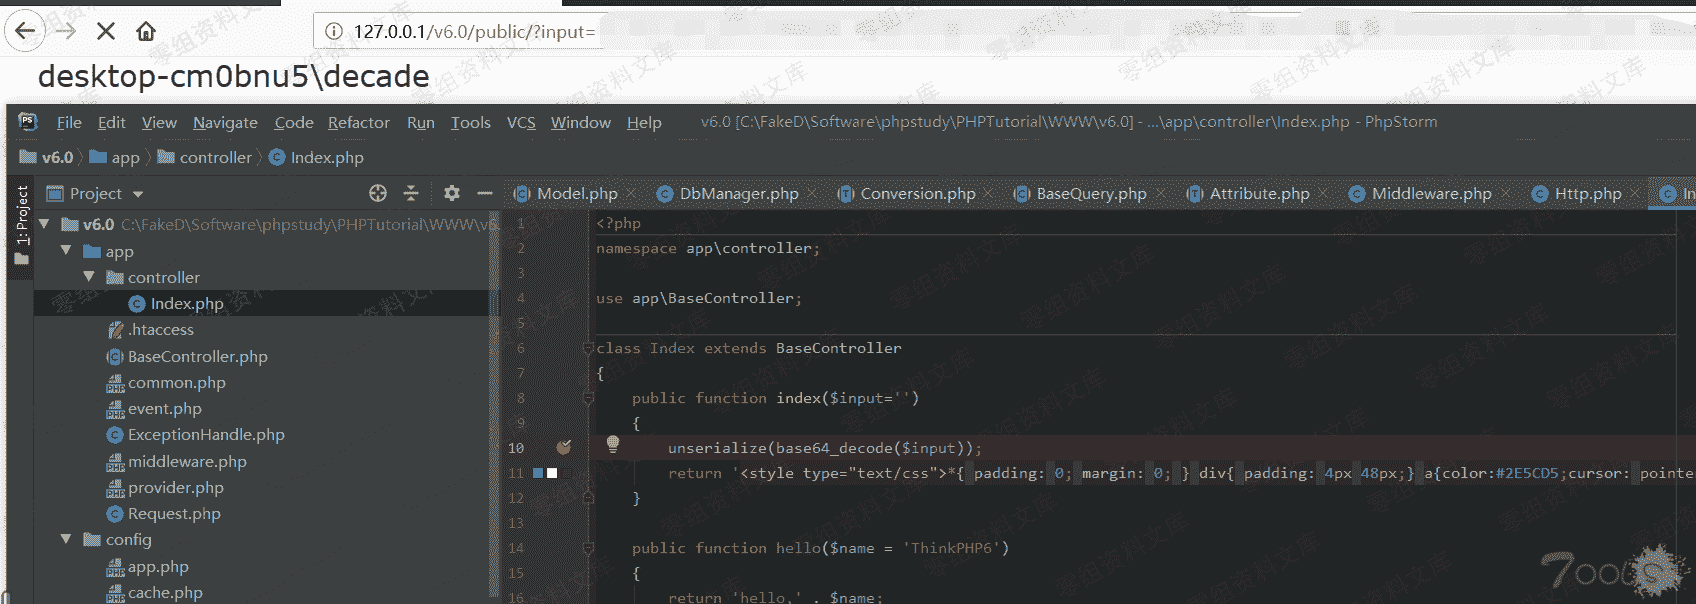 127.0.0.1/v6.0/public/?input=
desktop-cm0bnu5\decade
PS File Edit View Navigate Code Refactor Run Tools VCS Window Help v6.0 [C:\FakeD\Software\phpstudy\PHPTutorial\WWW\v6.0] - ...\app\controller\Index.php - PhpStorm
v6.0 app controller Index.php
1: Project
Project
Model.php DbManager.php Conversion.php BaseQuery.php Attribute.php Middleware.php Http.php In
v6.0 C:\FakeD\Software\phpstudy\PHPTutorial\WWW\v6.
app
controller
Index.php
.htaccess
BaseController.php
common.php
event.php
ExceptionHandle.php
middleware.php
provider.php
Request.php
config
app.php
cache.php
1 <?php
2 namespace app\controller;
3
4 use app\BaseController;
5
6 class Index extends BaseController
7 {
8 public function index($input='')
9 {
10 unserialize(base64_decode($input));
11 return '<style type="text/css">*{ padding: 0; margin: 0; } div{ padding: 4px 48px;} a{color:#2E5CD5;cursor: pointe
12 }
13
14 public function hello($name = 'ThinkPHP6')
15 {
16 return 'hello,' . $name;
零组资料文库